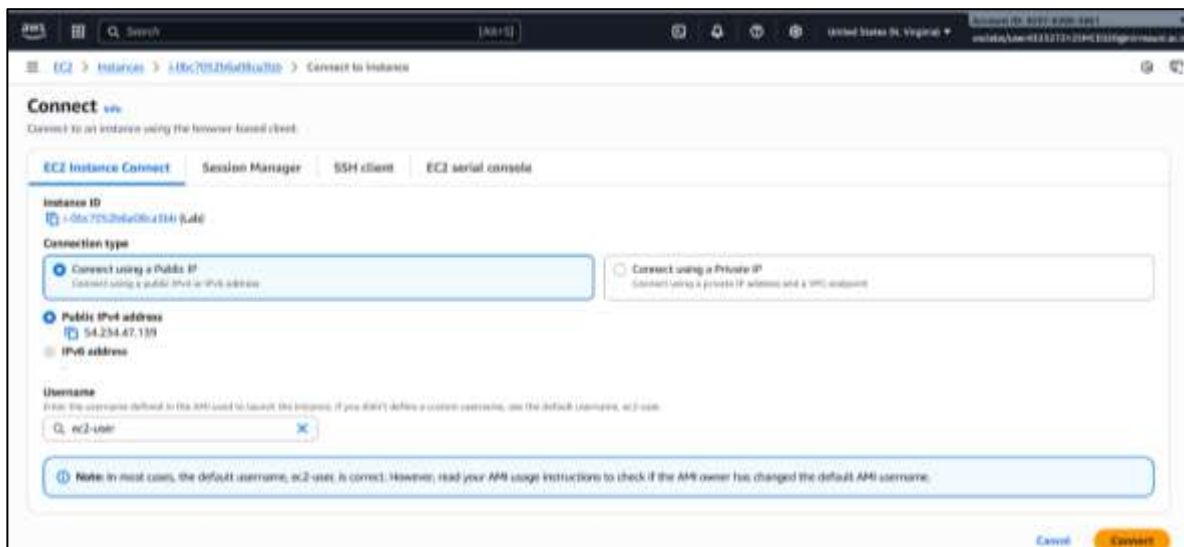 aws
Search
[Alt+S]
United States (N. Virginia)
EC2 > Instances > > Connect to instance
Connect Info
Connect to an instance using the browser-based client.
EC2 Instance Connect
Session Manager
SSH client
EC2 serial console
Instance ID
(Lab)
Connection type
Connect using a Public IP
Connect using a public IPv4 or IPv6 address
Connect using a Private IP
Connect using a private IP address and a VPC endpoint
Public IPv4 address
54.234.47.139
IPv6 address
Username
Enter the username defined in the AMI used to launch the instance. If you didn't define a custom username, use the default username, ec2-user.
ec2-user
Note: In most cases, the default username, ec2-user, is correct. However, read your AMI usage instructions to check if the AMI owner has changed the default AMI username.
Cancel
Connect